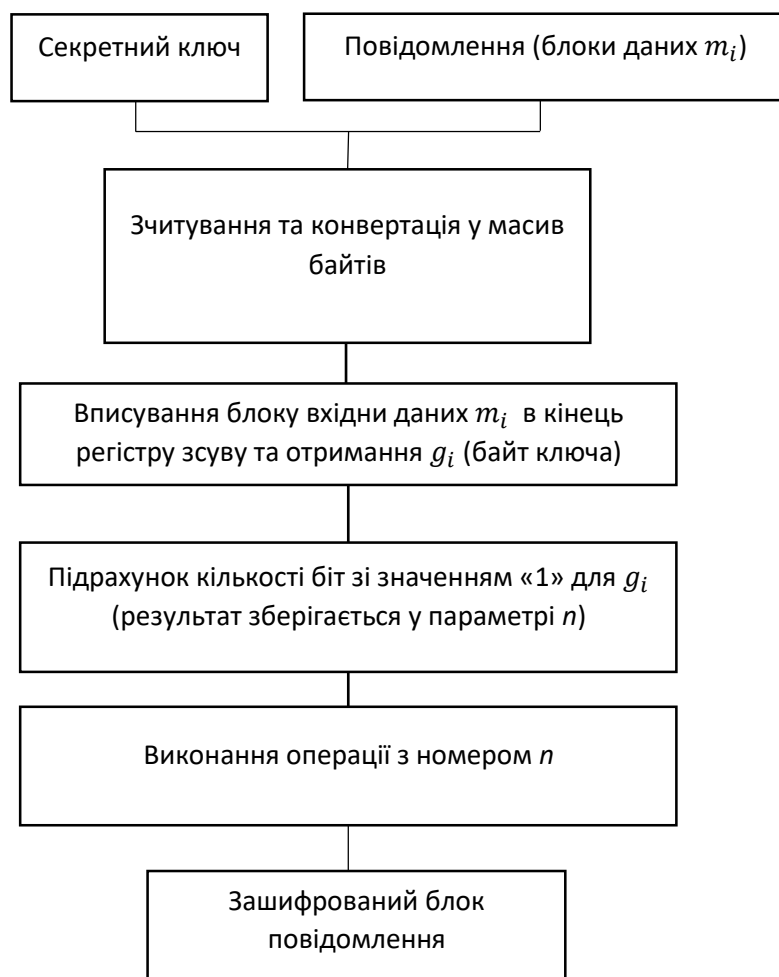 Секретний ключ
Повідомлення (блоки даних mᵢ)
Зчитування та конвертація у масив
байтів
Вписування блоку вхідни даних mᵢ в кінець
регістру зсуву та отримання gᵢ (байт ключа)
Підрахунок кількості біт зі значенням «1» для gᵢ
(результат зберігається у параметрі n)
Виконання операції з номером n
Зашифрований блок
повідомлення